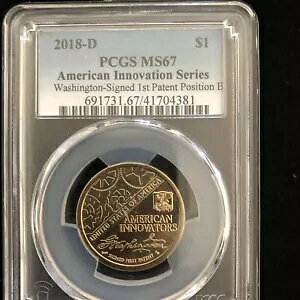 2018-D $1
PCGS MS67
American Innovation Series
Washington-Signed 1st Patent Position B
691731.67/41704381
UNITED STATES OF AMERICA
AMERICAN
INNOVATORS
SIGNED FIRST PATENT